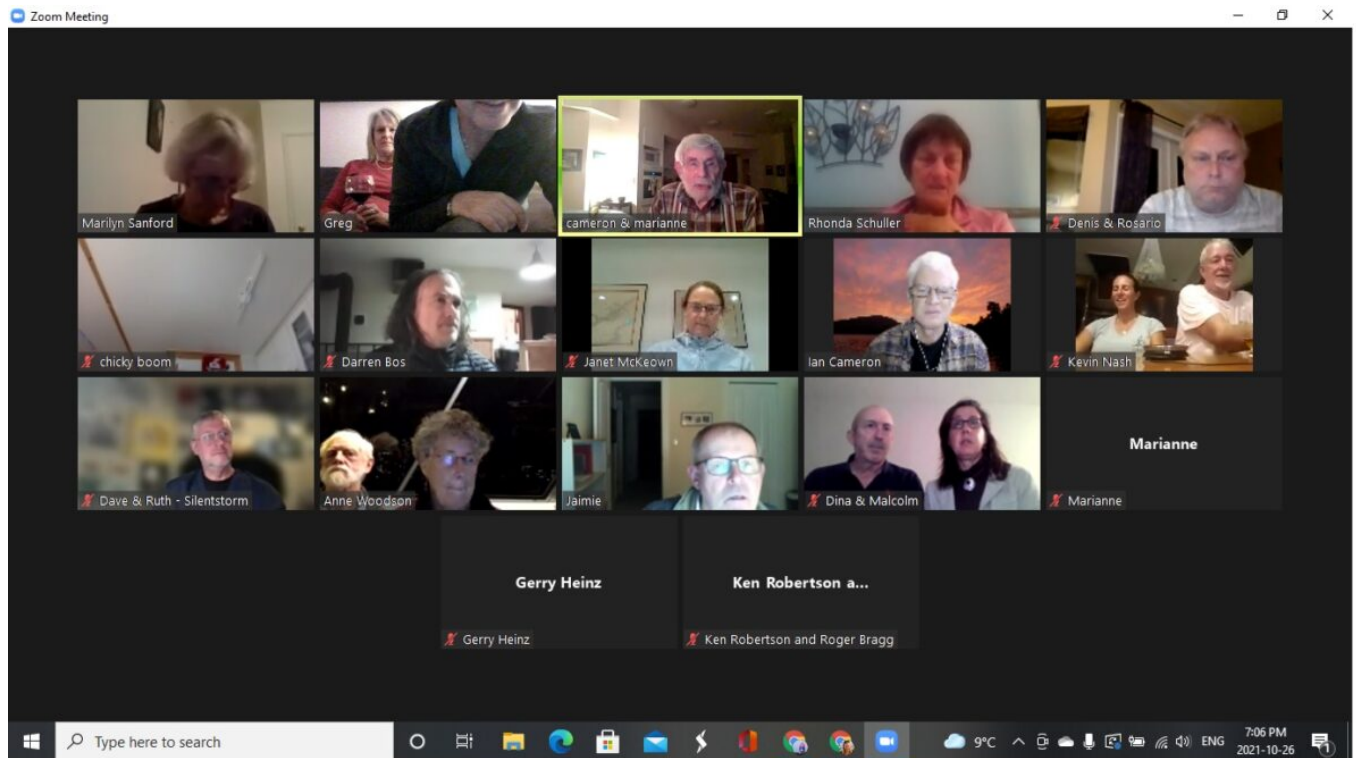 Zoom Meeting
Marilyn Sanford
Greg
cameron & marianne
Rhonda Schuller
Denis & Rosario
chicky boom
Darren Bos
Janet McKeown
Ian Cameron
Kevin Nash
Dave & Ruth - Silentstorm
Anne Woodson
Jaimie
Dina & Malcolm
Marianne
Marianne
Gerry Heinz
Ken Robertson a...
Gerry Heinz
Ken Robertson and Roger Bragg
Type here to search
9°C
ENG
7:06 PM
2021-10-26
1